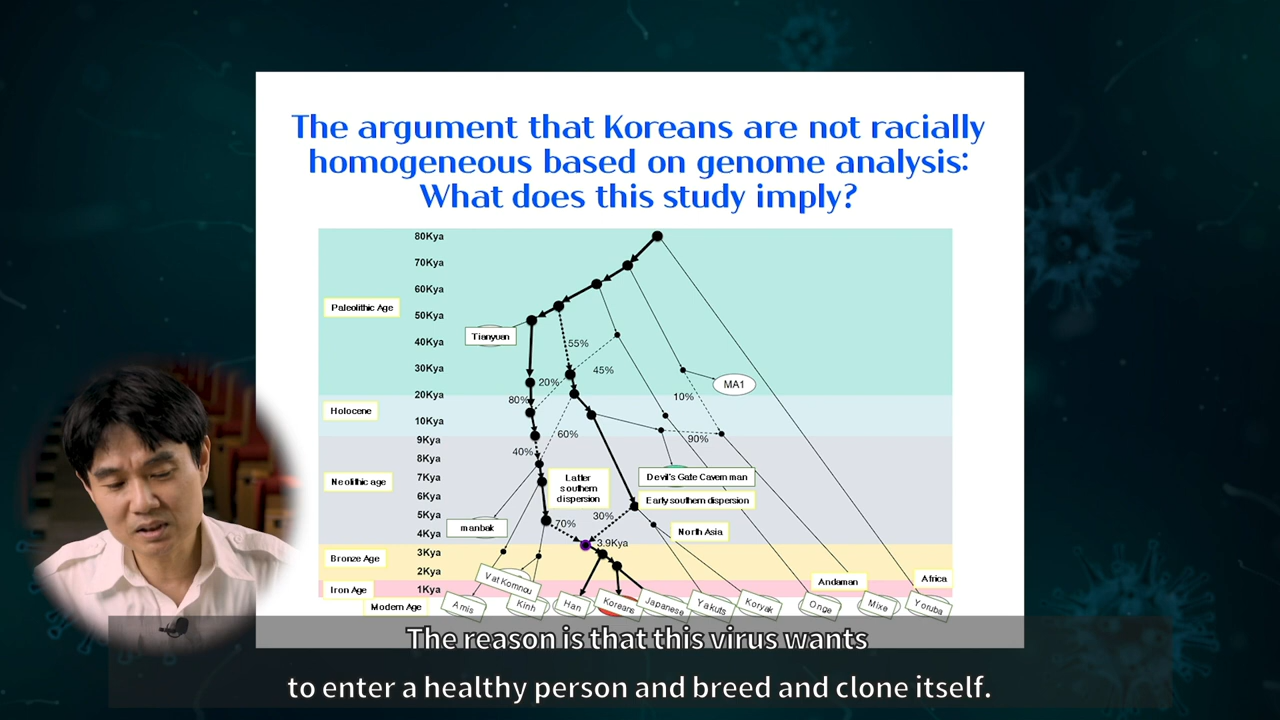 The argument that Koreans are not racially
homogeneous based on genome analysis:
What does this study imply?
80Kya
70Kya
60Kya
Paleolithic Age
50Kya
Tianyuan
55%
40Kya
45%
30Kya
20%
MA1
20Kya
80%
10%
Holocene
10Kya
60%
90%
9Kya
40%
8Kya
7Kya
Neolithic age
Latter
southern
dispersion
Devil's Gate Cavern man
6Kya
Early southern dispersion
5Kya
70%
30%
manbak
North Asia
4Kya
3.9Kya
3Kya
Bronze Age
2Kya
Vat Komnou
Andaman
Africa
1Kya
Iron Age
Modern Age
Amis
Kinh
Han
Koreans
Japanese
Yakuts
Koryak
Onge
Mixe
Yoruba
The reason is that this virus wants
to enter a healthy person and breed and clone itself.